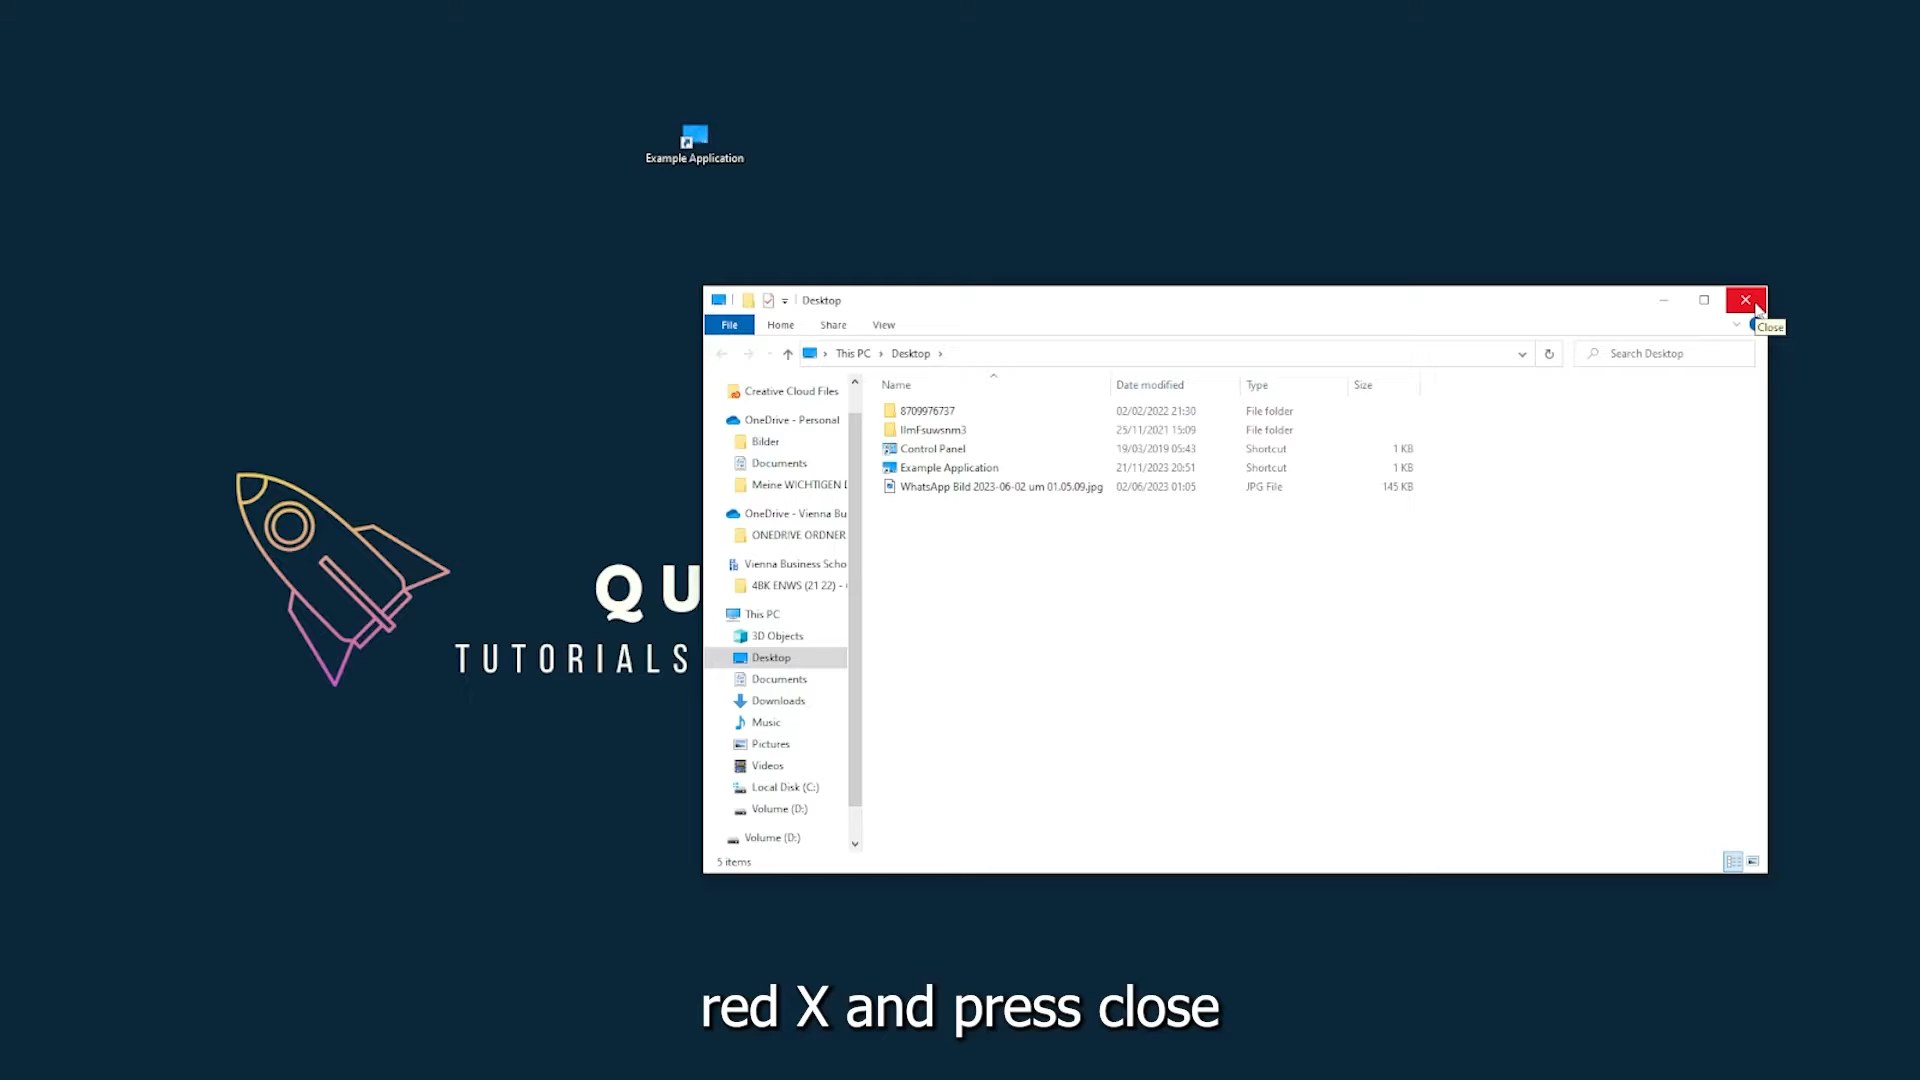 Example Application
Desktop
File Home Share View
Close
This PC > Desktop >
Search Desktop
Name Date modified Type Size
Creative Cloud Files
OneDrive - Personal
Bilder
Documents
Meine WICHTIGEN
OneDrive - Vienna Bu
ONEDRIVE ORDNER
Vienna Business Scho
4BK ENWS (21 22) -
This PC
3D Objects
Desktop
Documents
Downloads
Music
Pictures
Videos
Local Disk (C:)
Volume (D:)
Volume (D:)
8709976737 02/02/2022 21:30 File folder
25/11/2021 15:09 File folder
Control Panel 19/03/2019 05:43 Shortcut 1 KB
Example Application 21/11/2023 20:51 Shortcut 1 KB
WhatsApp Bild 2023-06-02 um 01.05.09.jpg 02/06/2023 01:05 JPG File 145 KB
5 items
QU
TUTORIALS
red X and press close